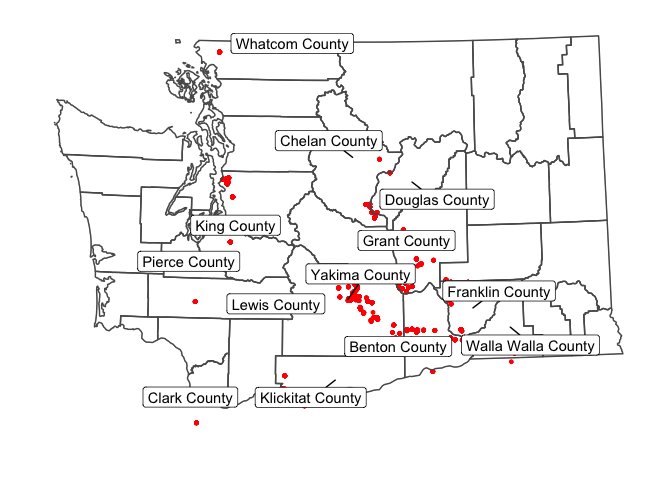 Whatcom County
Chelan County
Douglas County
King County
Grant County
Pierce County
Yakima County
Franklin County
Lewis County
Benton County
Walla Walla County
Clark County
Klickitat County